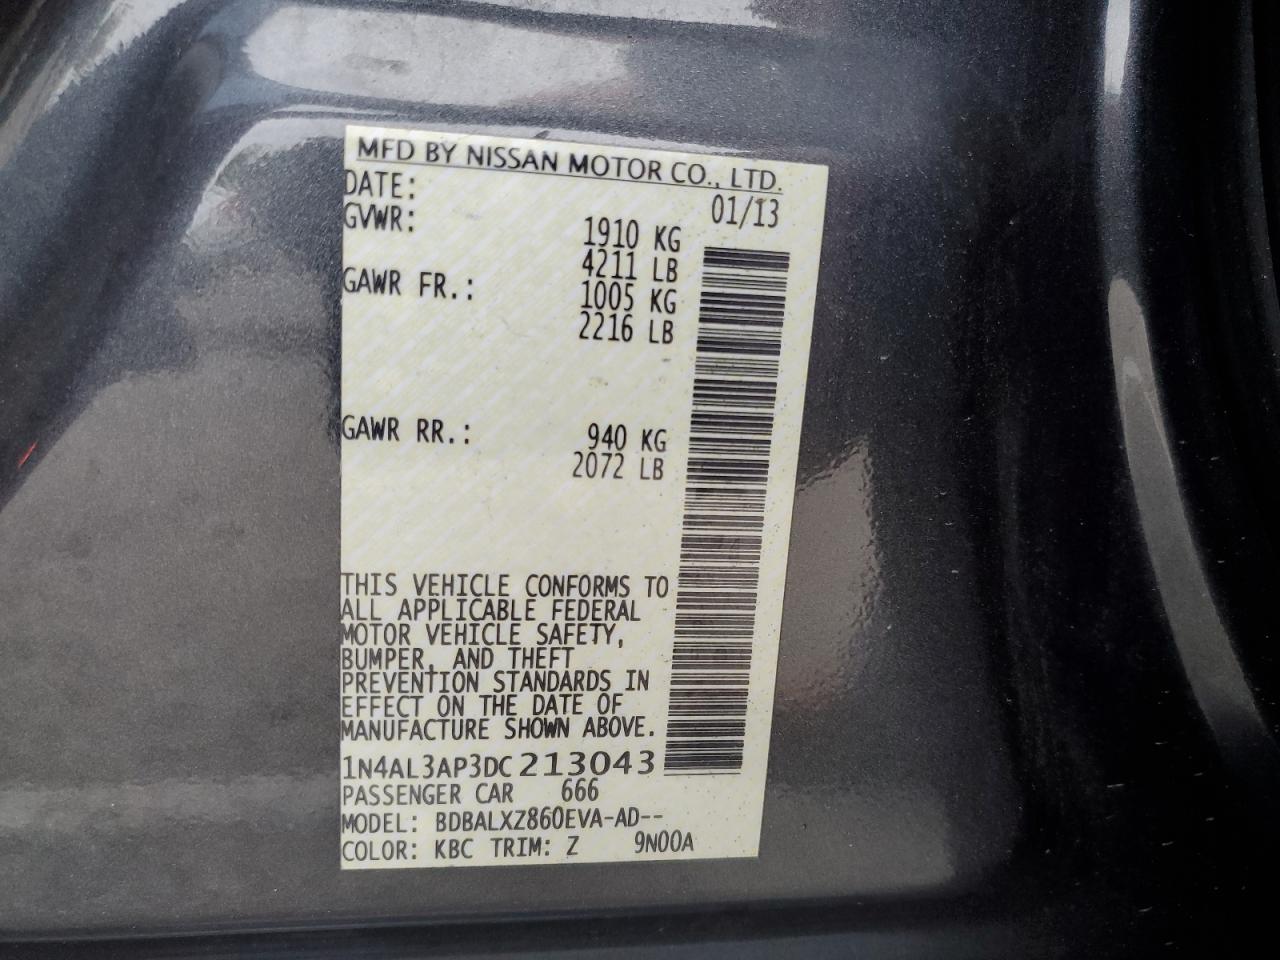 MFD BY NISSAN MOTOR CO., LTD.
DATE: 01/13
GVWR: 1910 KG
4211 LB
GAWR FR.: 1005 KG
2216 LB
GAWR RR.: 940 KG
2072 LB
THIS VEHICLE CONFORMS TO
ALL APPLICABLE FEDERAL
MOTOR VEHICLE SAFETY,
BUMPER, AND THEFT
PREVENTION STANDARDS IN
EFFECT ON THE DATE OF
MANUFACTURE SHOWN ABOVE.
1N4AL3AP3DC213043
PASSENGER CAR 666
MODEL: BDBALXZ860EVA-AD--
COLOR: KBC TRIM: Z 9N00A